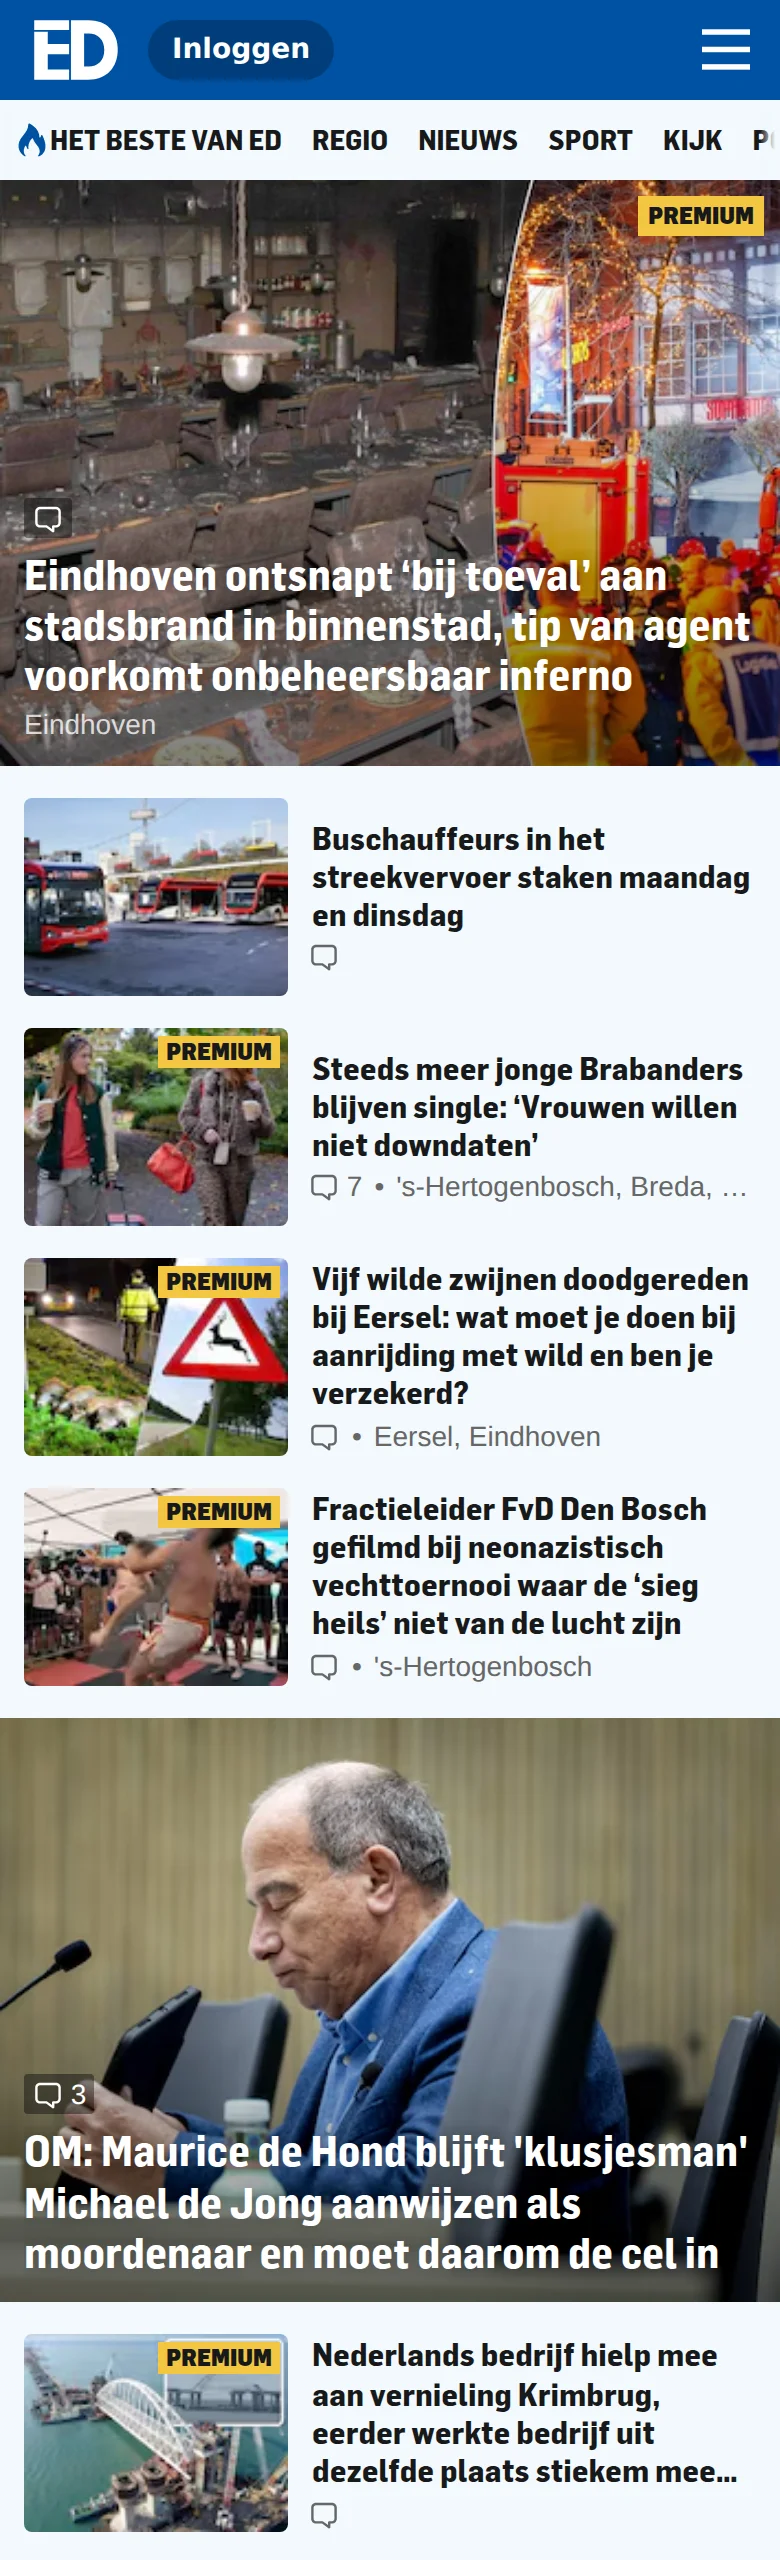 ED
Inloggen
HET BESTE VAN ED REGIO NIEUWS SPORT KIJK
PREMIUM
Eindhoven ontsnapt ‘bij toeval’ aan
stadsbrand in binnenstad, tip van agent
voorkomt onbeheersbaar inferno
Eindhoven
Buschauffeurs in het
streekvervoer staken maandag
en dinsdag
PREMIUM
Steeds meer jonge Brabanders
blijven single: ‘Vrouwen willen
niet downdaten’
7 • 's-Hertogenbosch, Breda, …
PREMIUM
Vijf wilde zwijnen doodgereden
bij Eersel: wat moet je doen bij
aanrijding met wild en ben je
verzekerd?
• Eersel, Eindhoven
PREMIUM
Fractieleider FvD Den Bosch
gefilmd bij neonazistisch
vechttoernooi waar de ‘sieg
heils’ niet van de lucht zijn
• 's-Hertogenbosch
3
OM: Maurice de Hond blijft 'klusjesman'
Michael de Jong aanwijzen als
moordenaar en moet daarom de cel in
PREMIUM
Nederlands bedrijf hielp mee
aan vernieling Krimbrug,
eerder werkte bedrijf uit
dezelfde plaats stiekem mee...